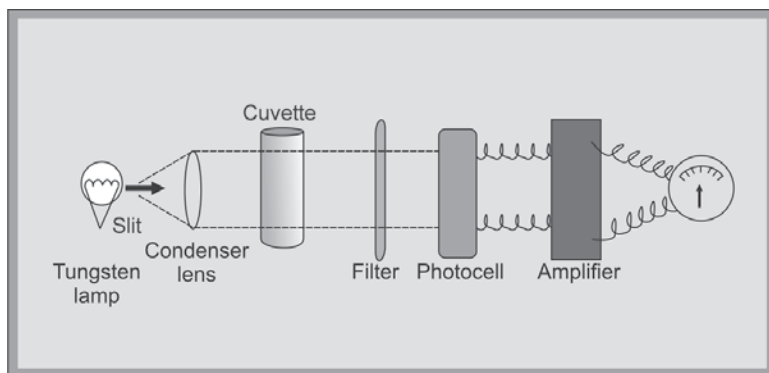 Cuvette
Slit
Tungsten
lamp
Condenser
lens
Filter
Photocell
Amplifier